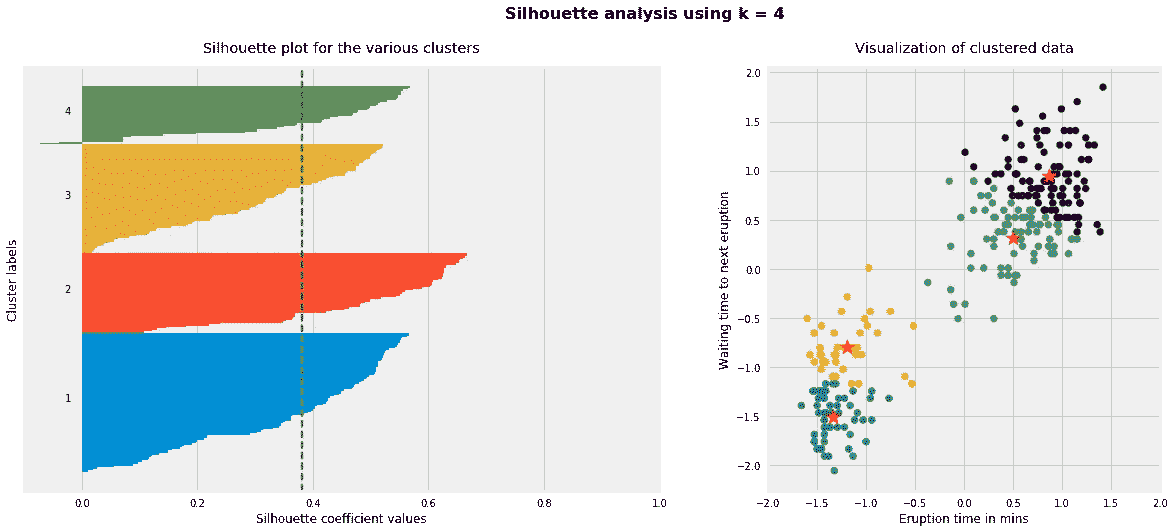 Silhouette analysis using k = 4
Silhouette plot for the various clusters
Cluster labels
4
3
2
1
0.0 0.2 0.4 0.6 0.8 1.0
Silhouette coefficient values
Visualization of clustered data
Waiting time to next eruption
2.0
1.5
1.0
0.5
0.0
−0.5
−1.0
−1.5
−2.0
−2.0 −1.5 −1.0 −0.5 0.0 0.5 1.0 1.5 2.0
Eruption time in mins